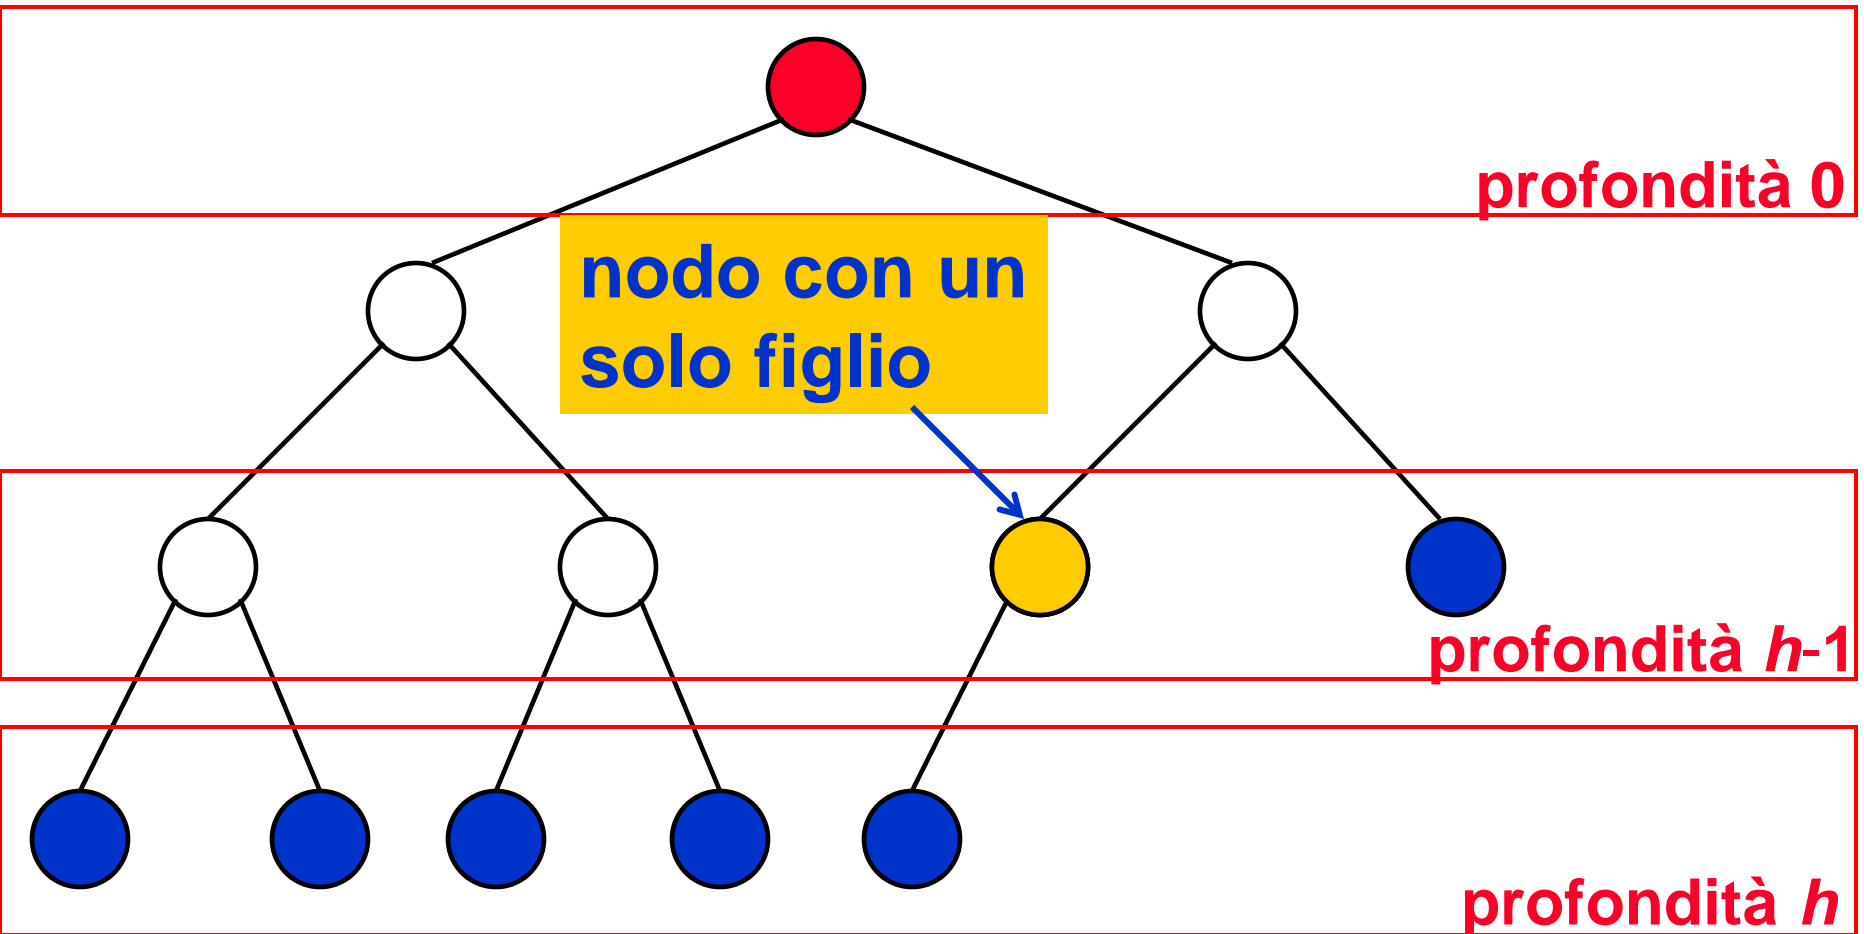 profondità 0
nodo con un
solo figlio
profondità h-1
profondità h